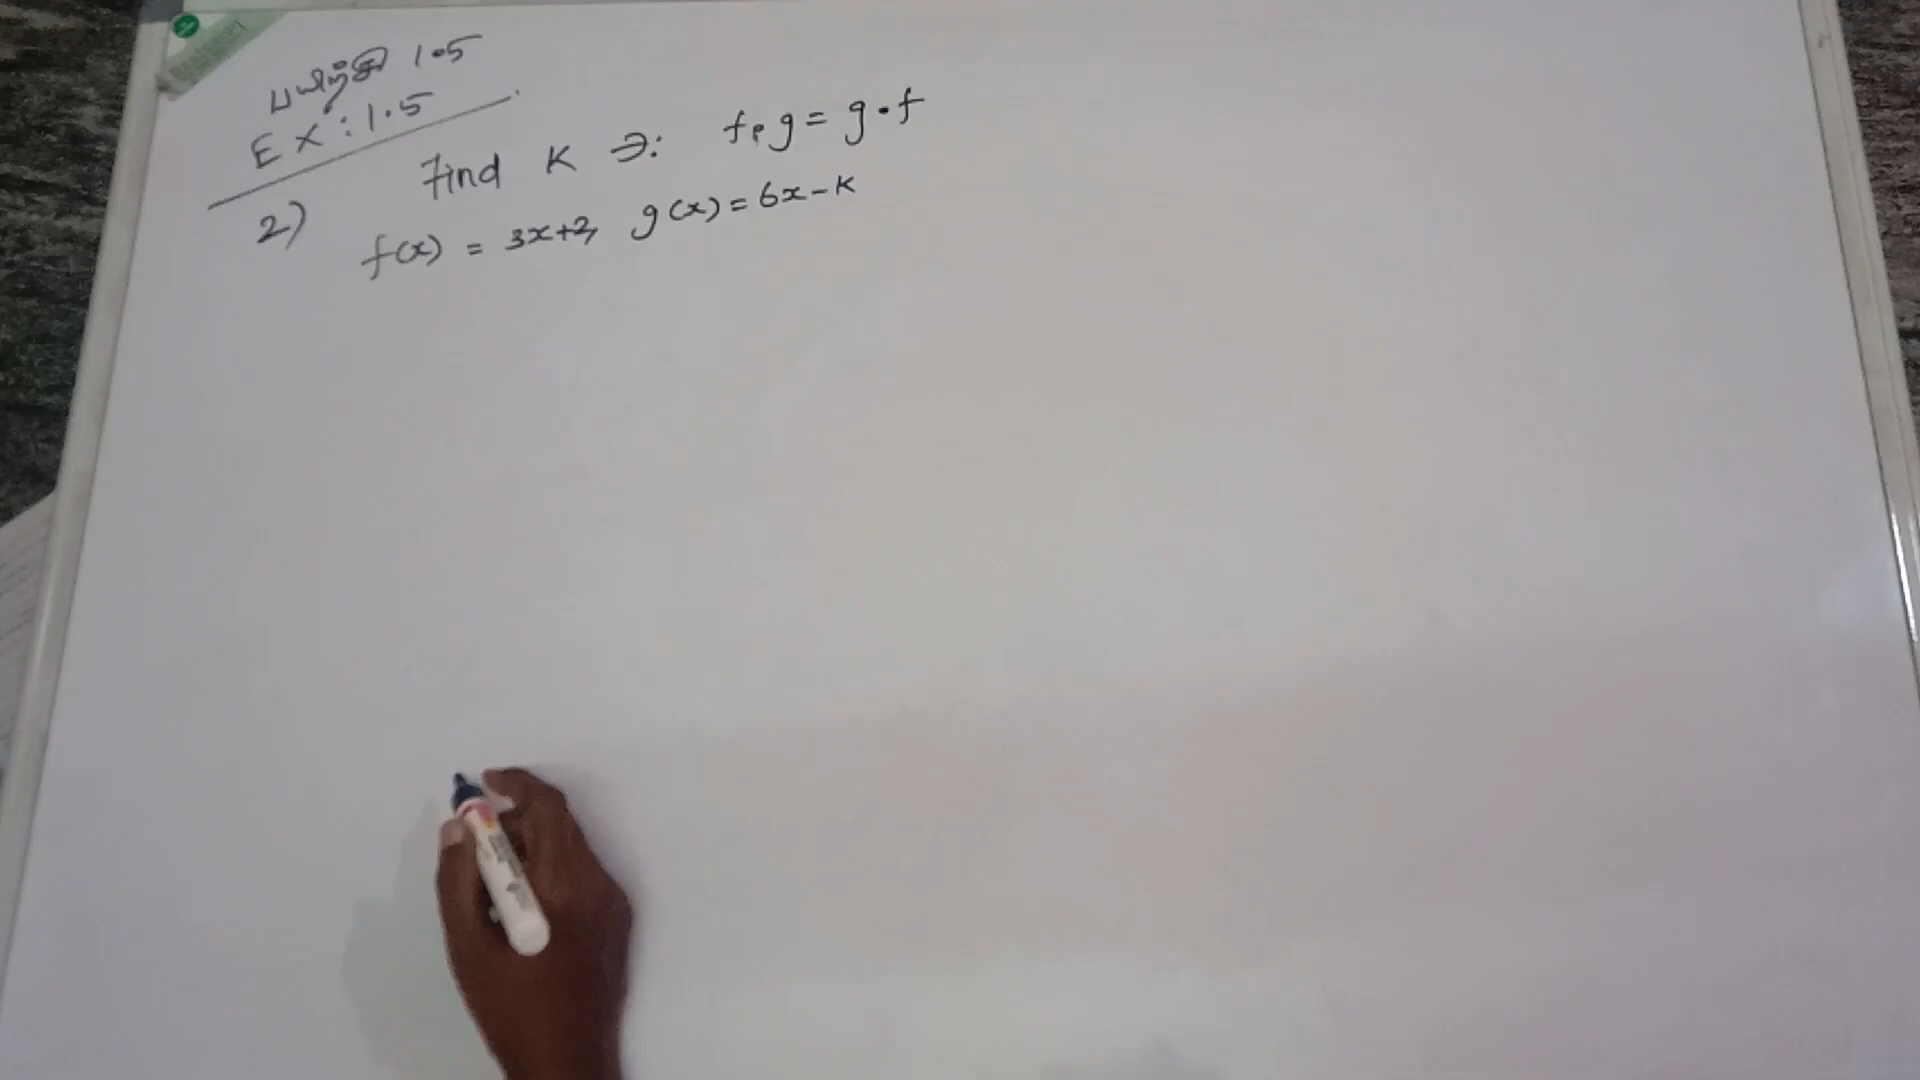 பயிற்சி 1.5
Ex: 1.5
2) Find K ∋: f∘g = g∘f
f(x) = 3x+2, g(x) = 6x-K